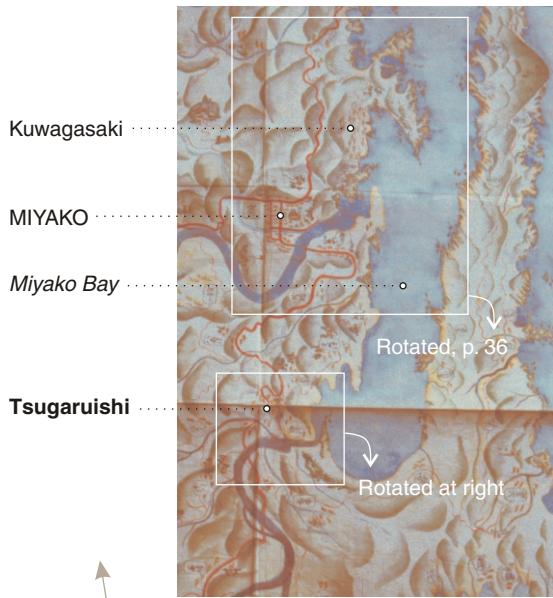 Kuwagasaki
MIYAKO
Miyako Bay
Rotated, p. 36
Tsugaruishi
Rotated at right